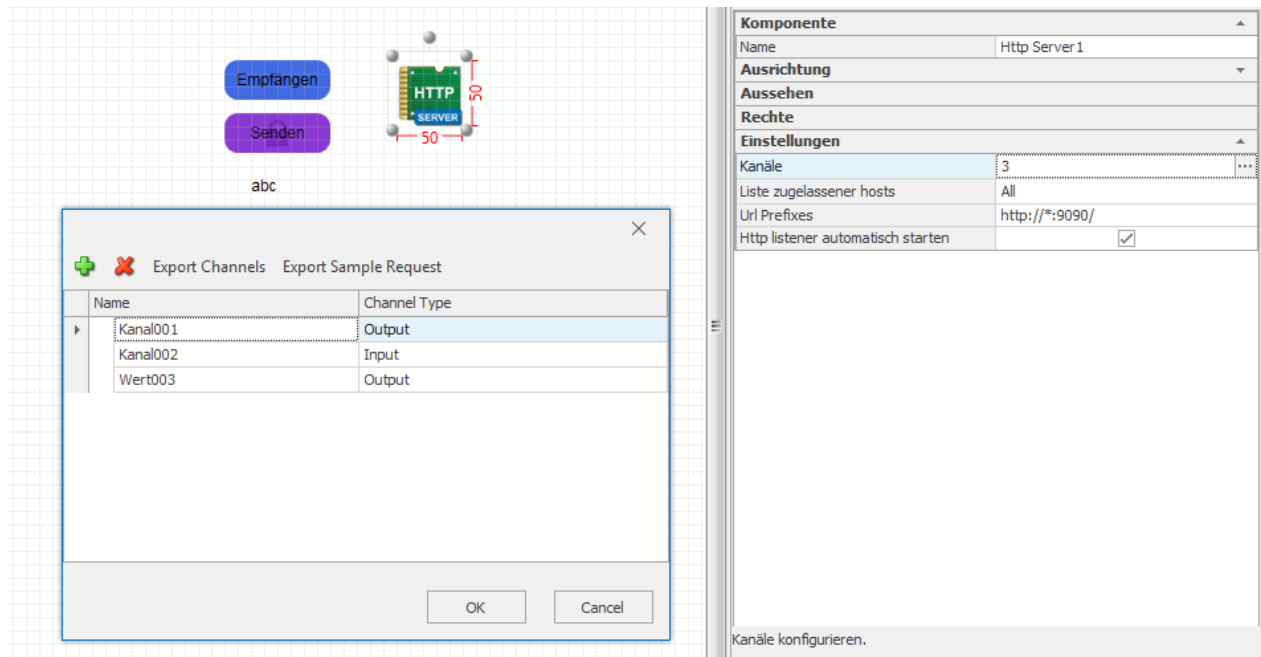 Empfangen
HTTP
SERVER
50
50
Senden
abc
Export Channels Export Sample Request
Name Channel Type
Kanal001 Output
Kanal002 Input
Wert003 Output
OK Cancel
Komponente
Name Http Server1
Ausrichtung
Aussehen
Rechte
Einstellungen
Kanäle 3 ...
Liste zugelassener hosts All
Url Prefixes http://*:9090/
Http listener automatisch starten
Kanäle konfigurieren.